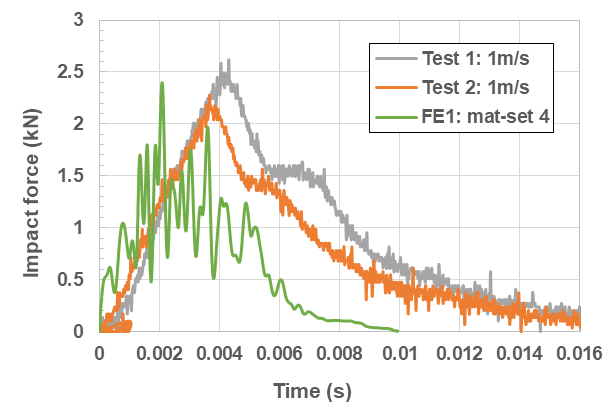 3
2.5
2
1.5
1
0.5
0
Impact force (kN)
Test 1: 1m/s
Test 2: 1m/s
FE1: mat-set 4
0 0.002 0.004 0.006 0.008 0.01 0.012 0.014 0.016
Time (s)